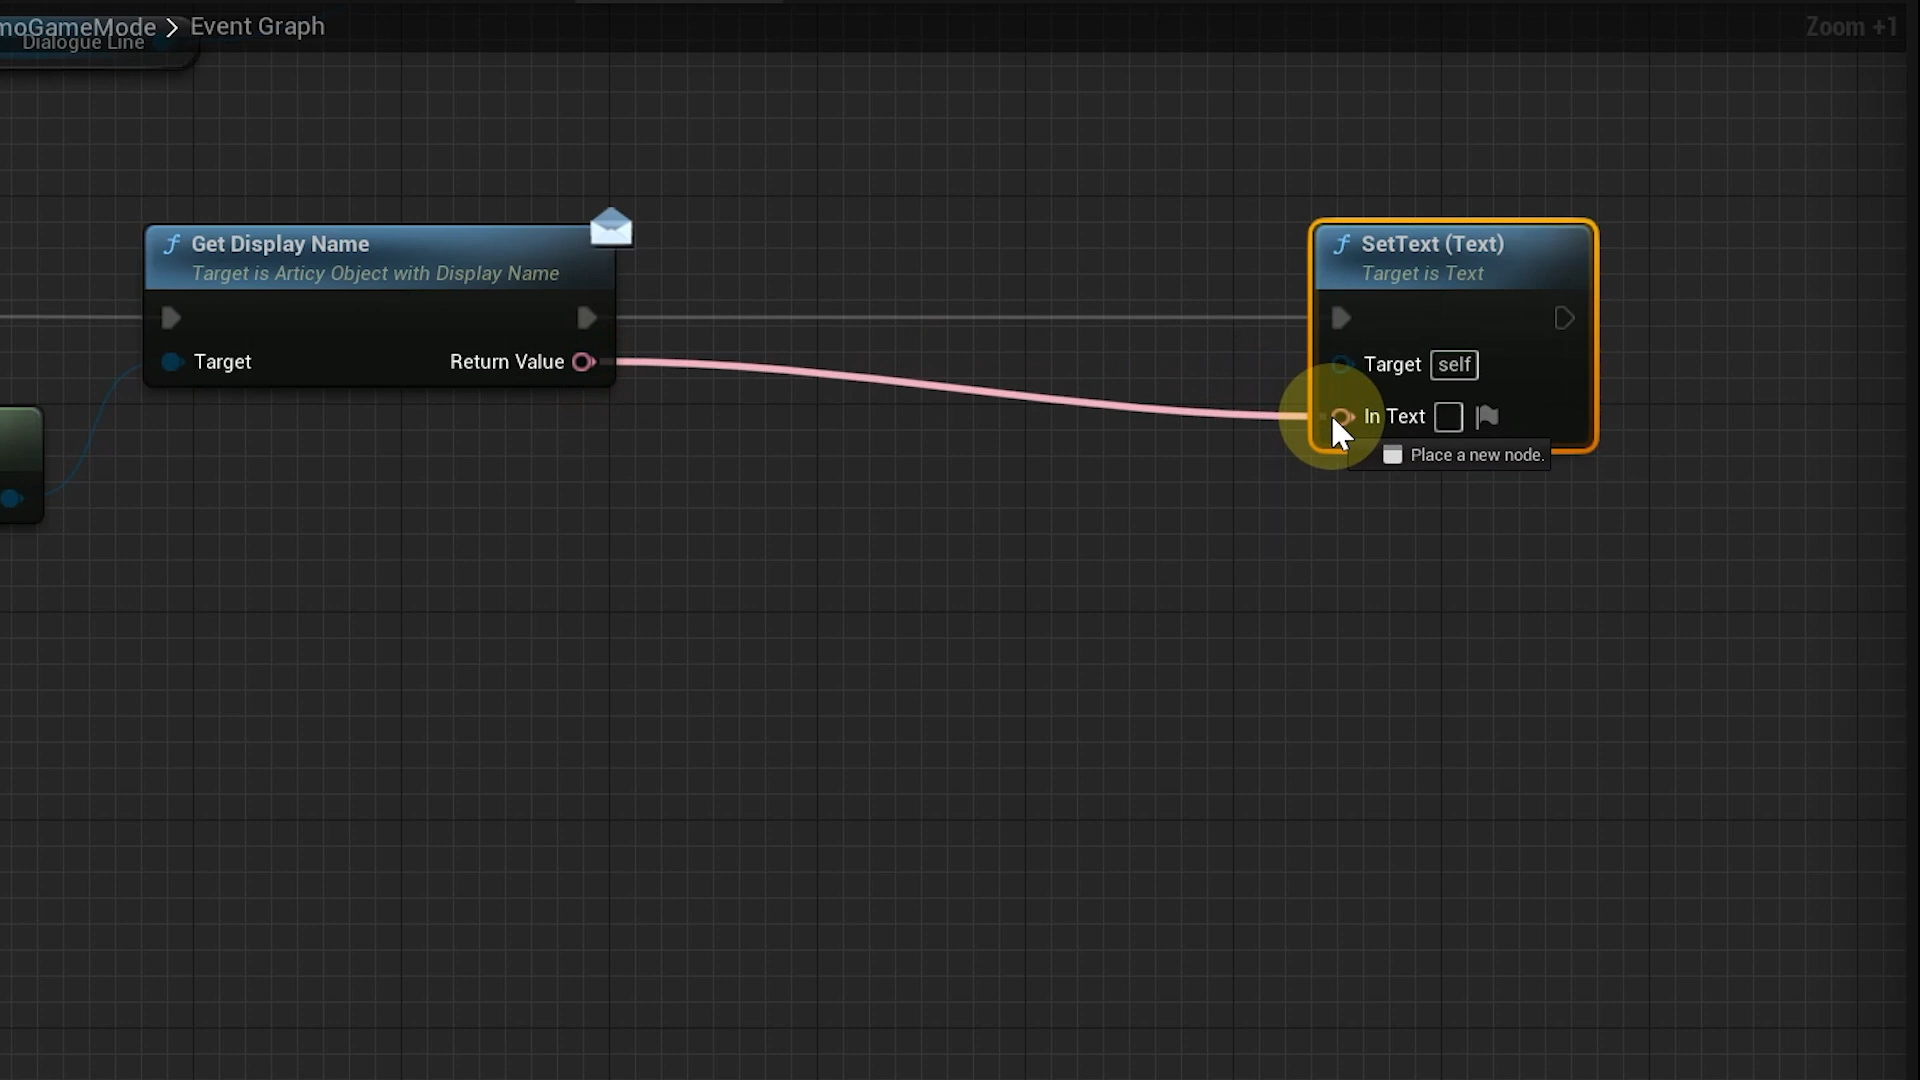 moGameMode > Event Graph
Zoom +1
Dialogue Line
f Get Display Name
Target is Articy Object with Display Name
Target
Return Value
f SetText (Text)
Target is Text
Target self
In Text
Place a new node.